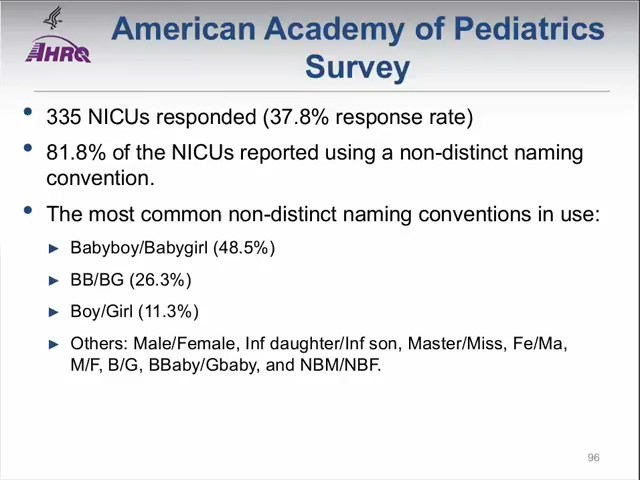 American Academy of Pediatrics
Survey
AHRQ
• 335 NICUs responded (37.8% response rate)
• 81.8% of the NICUs reported using a non-distinct naming
convention.
• The most common non-distinct naming conventions in use:
► Babyboy/Babygirl (48.5%)
► BB/BG (26.3%)
► Boy/Girl (11.3%)
► Others: Male/Female, Inf daughter/Inf son, Master/Miss, Fe/Ma,
M/F, B/G, BBaby/Gbaby, and NBM/NBF.
96